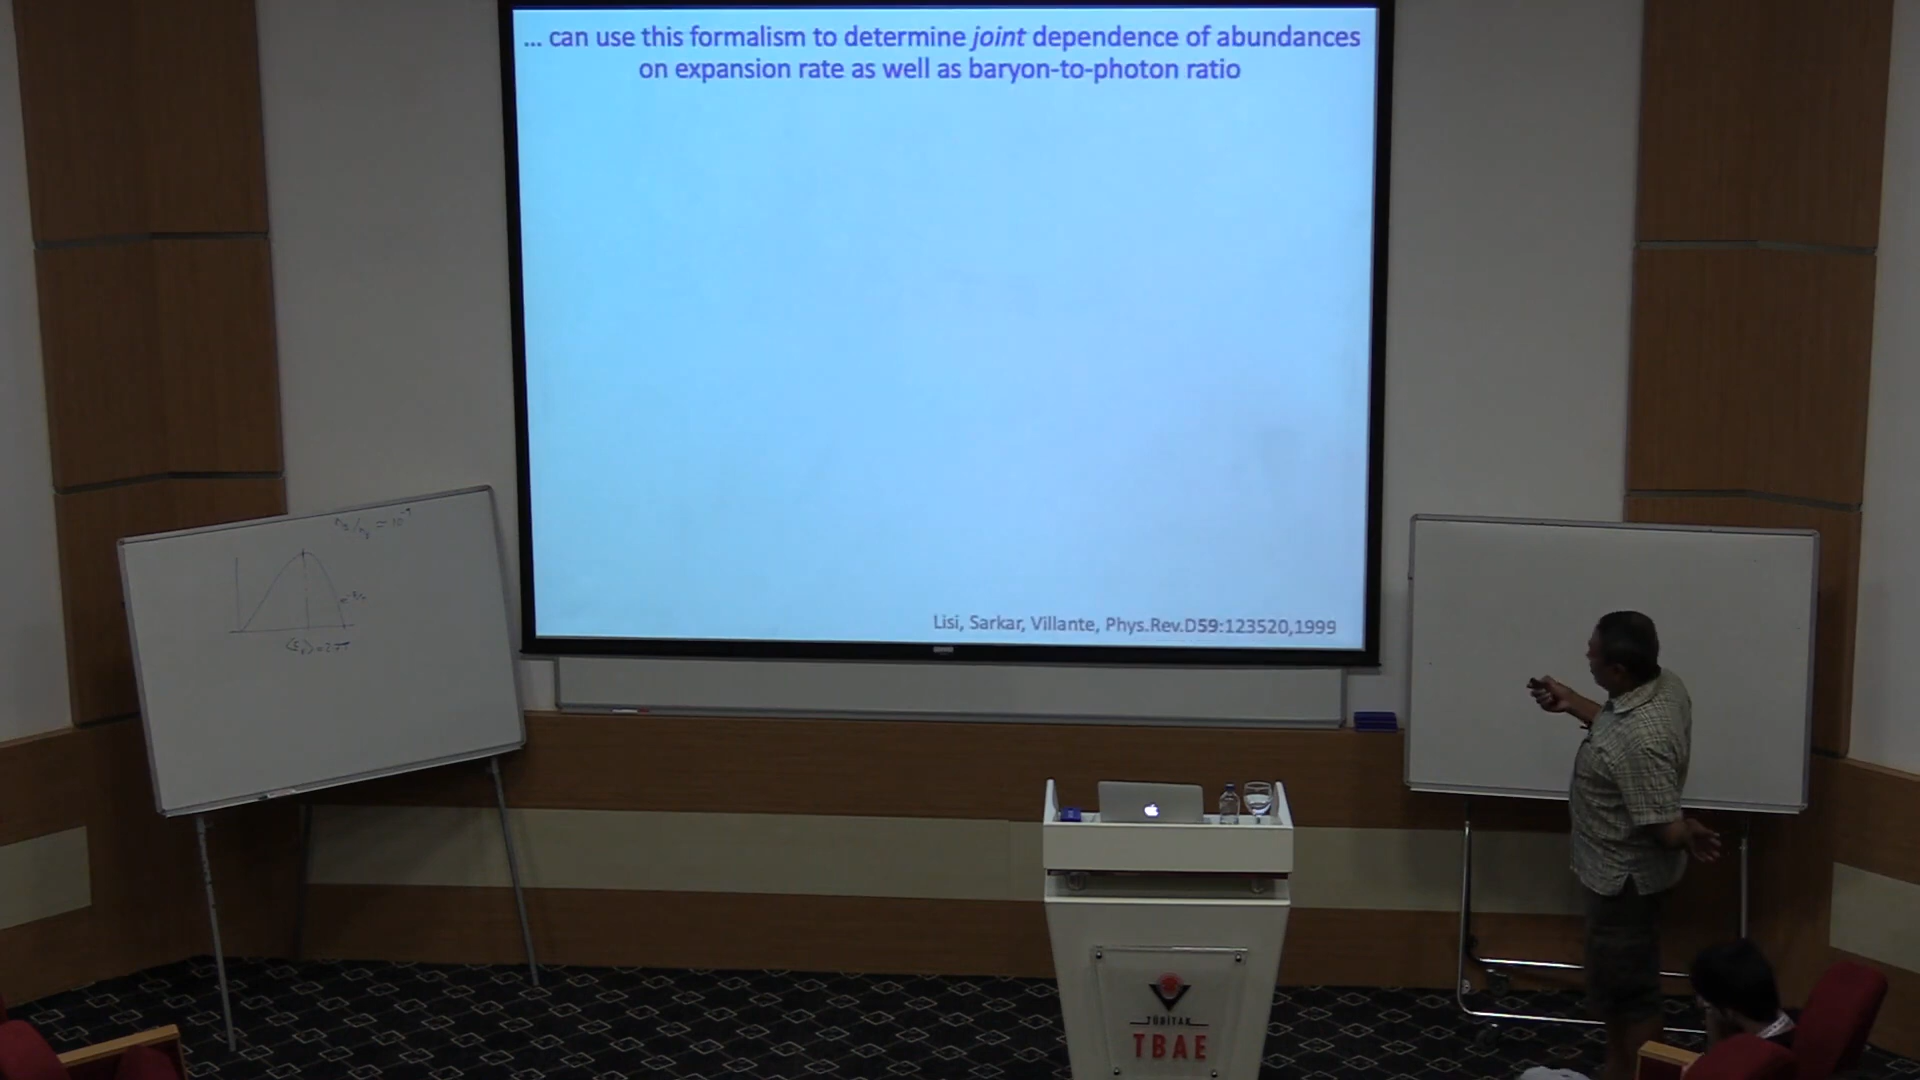 ... can use this formalism to determine joint dependence of abundances
on expansion rate as well as baryon-to-photon ratio
Lisi, Sarkar, Villante, Phys.Rev.D59:123520,1999
TÜBİTAK
TBAE